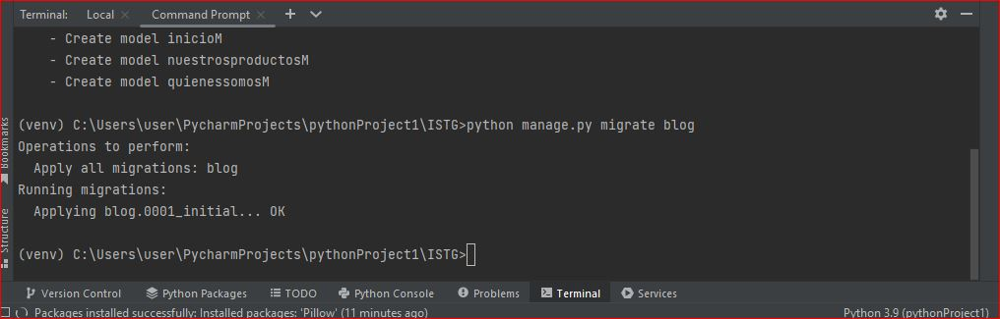 Terminal: Local × Command Prompt × +
- Create model inicioM
- Create model nuestrosproductosM
- Create model quienessomosM
(venv) C:\Users\user\PycharmProjects\pythonProject1\ISTG>python manage.py migrate blog
Operations to perform:
Apply all migrations: blog
Running migrations:
Applying blog.0001_initial... OK
(venv) C:\Users\user\PycharmProjects\pythonProject1\ISTG>
Bookmarks
Structure
Version Control Python Packages TODO Python Console Problems Terminal Services
Packages installed successfully: Installed packages: 'Pillow' (11 minutes ago) Python 3.9 (pythonProject1)